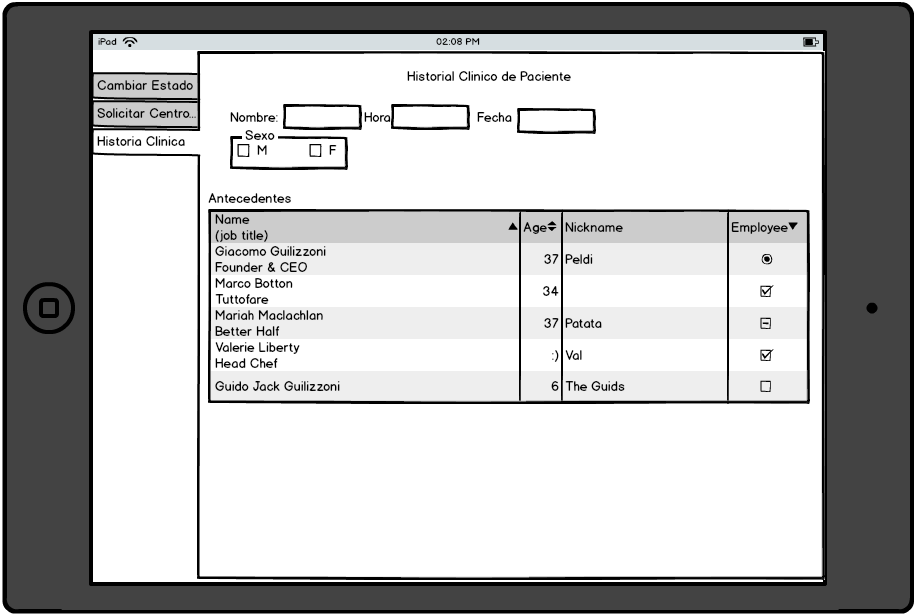 iPad 02:08 PM
Cambiar Estado
Solicitar Centro...
Historia Clinica
Historial Clinico de Paciente
Nombre: Hora Fecha
Sexo
M F
Antecedentes
Name
(job title) Age Nickname Employee
Giacomo Guilizzoni
Founder & CEO 37 Peldi
Marco Botton
Tuttofare 34
Mariah Maclachlan
Better Half 37 Patata
Valerie Liberty
Head Chef :) Val
Guido Jack Guilizzoni 6 The Guids